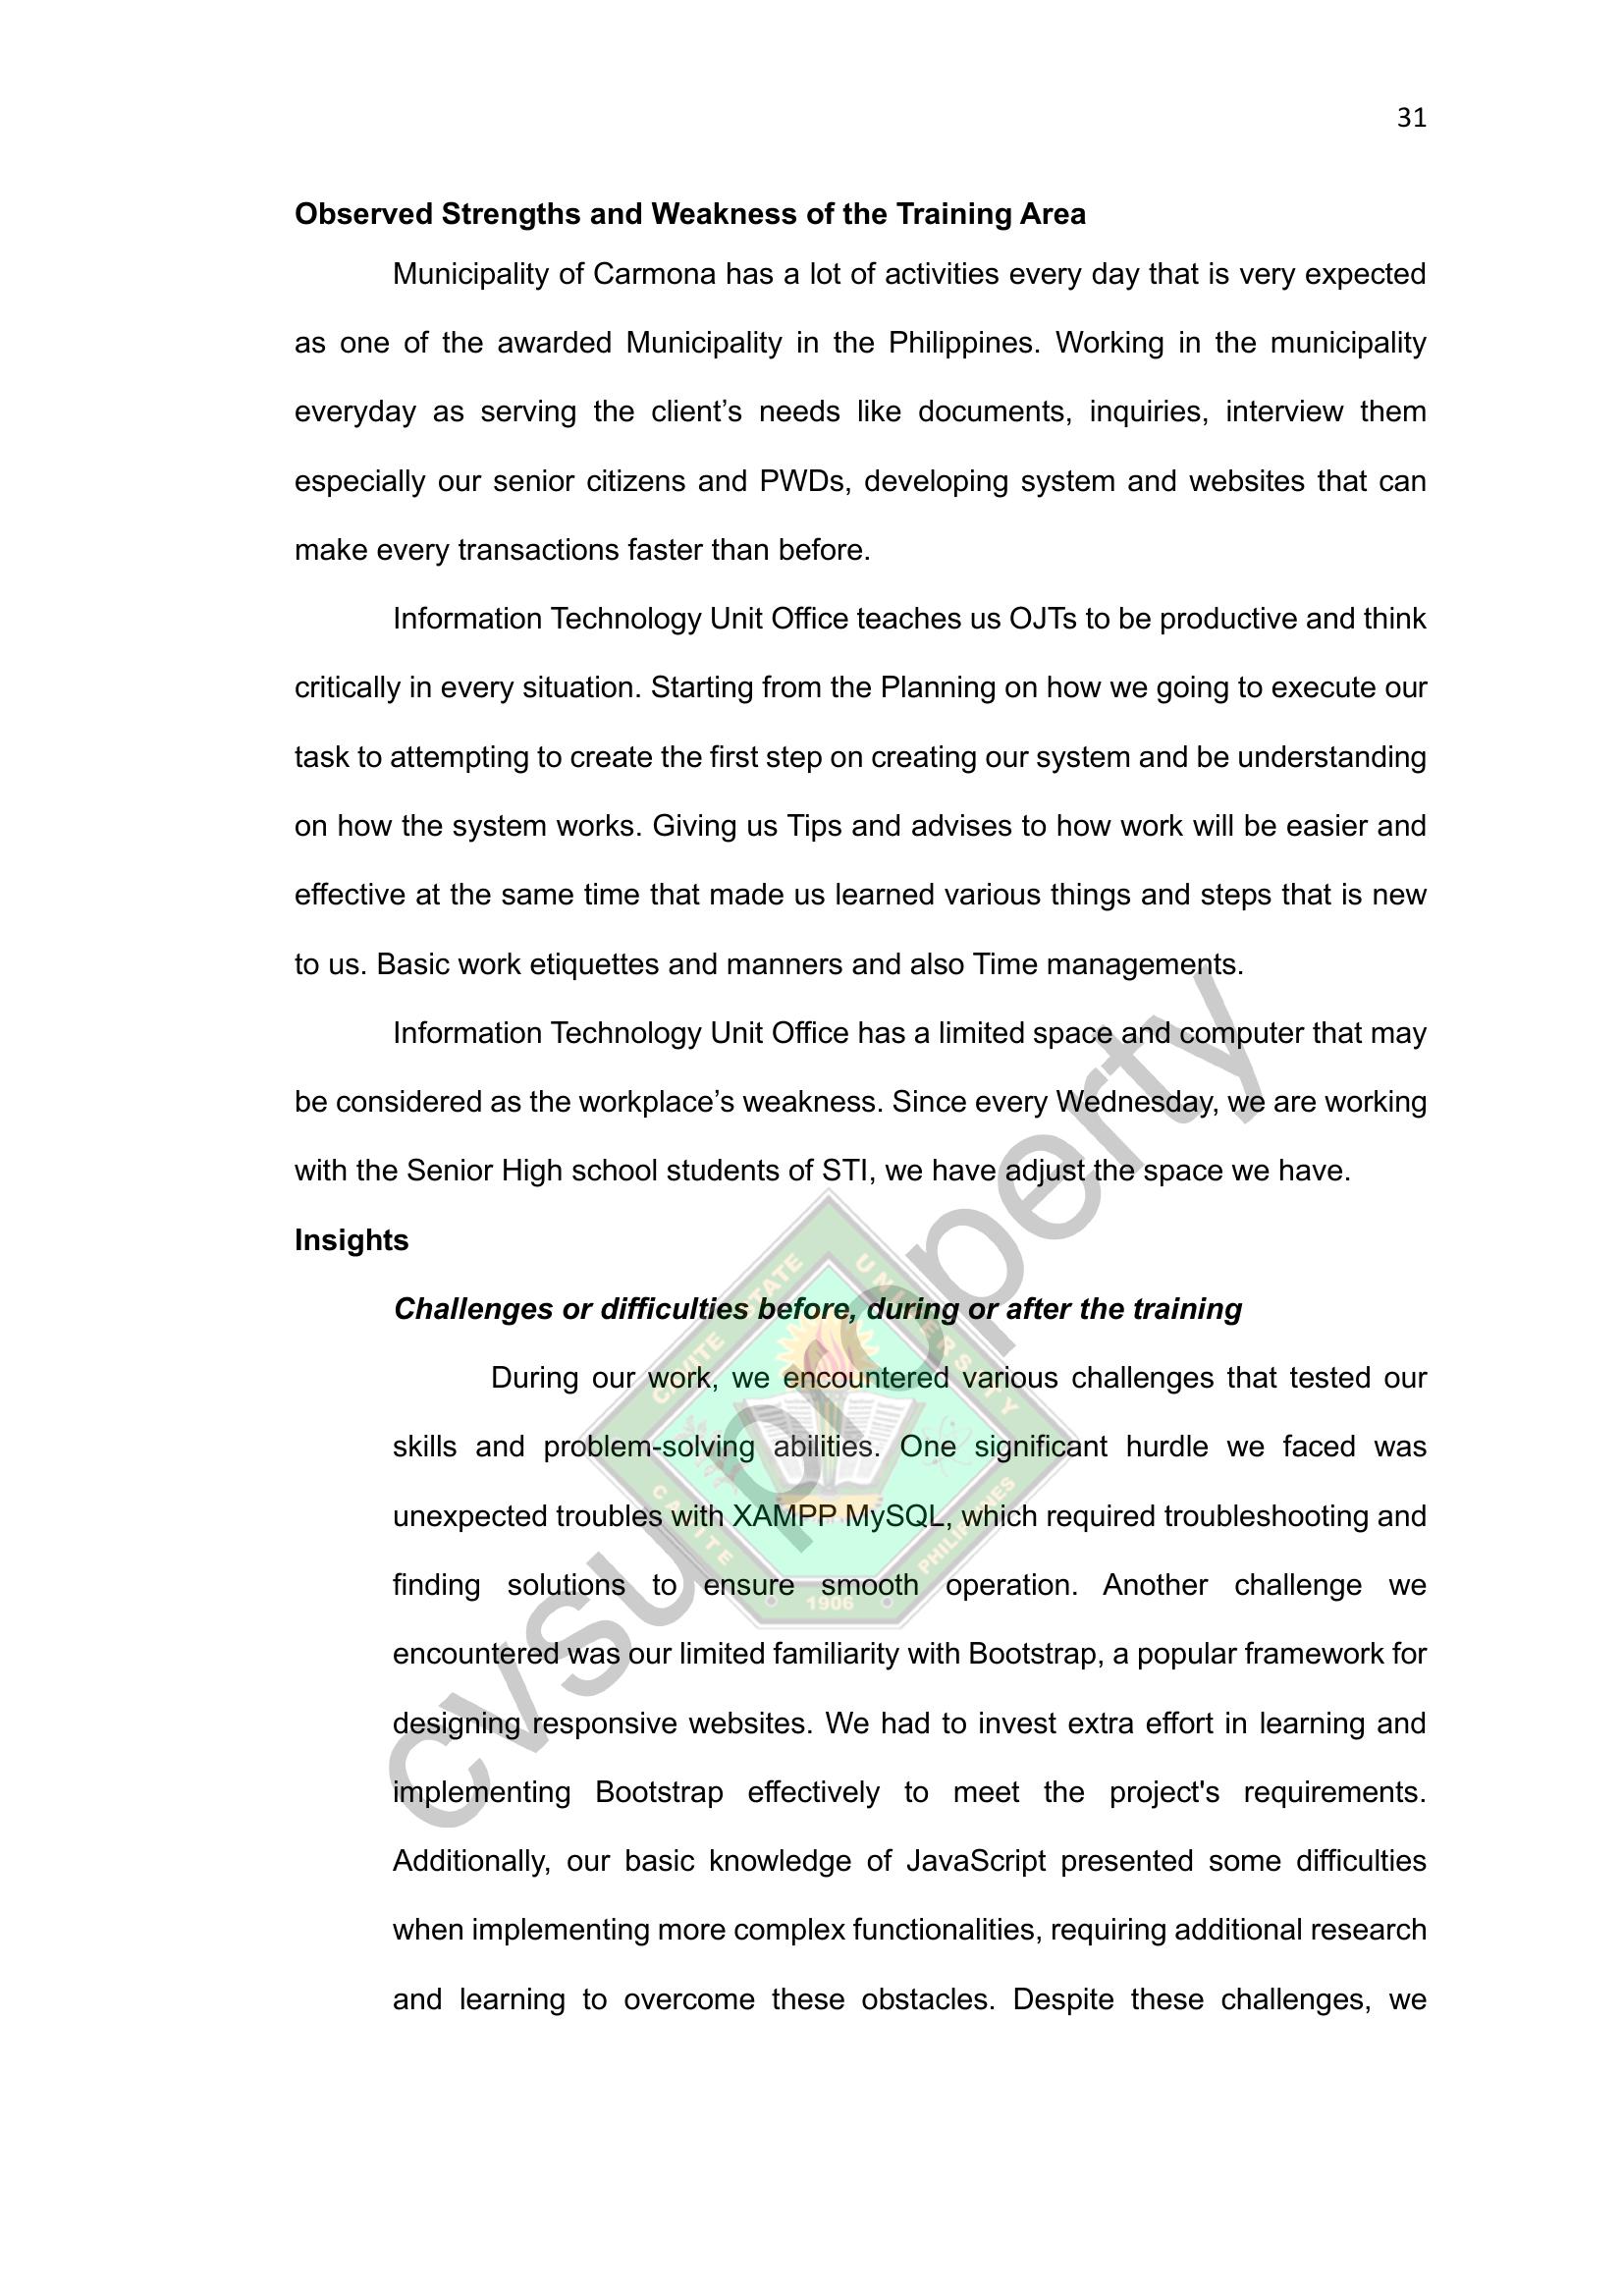 31
Observed Strengths and Weakness of the Training Area
Municipality of Carmona has a lot of activities every day that is very expected
as one of the awarded Municipality in the Philippines. Working in the municipality
everyday as serving the client’s needs like documents, inquiries, interview them
especially our senior citizens and PWDs, developing system and websites that can
make every transactions faster than before.
Information Technology Unit Office teaches us OJTs to be productive and think
critically in every situation. Starting from the Planning on how we going to execute our
task to attempting to create the first step on creating our system and be understanding
on how the system works. Giving us Tips and advises to how work will be easier and
effective at the same time that made us learned various things and steps that is new
to us. Basic work etiquettes and manners and also Time managements.
Information Technology Unit Office has a limited space and computer that may
be considered as the workplace’s weakness. Since every Wednesday, we are working
with the Senior High school students of STI, we have adjust the space we have.
Insights
Challenges or difficulties before, during or after the training
During our work, we encountered various challenges that tested our
skills and problem-solving abilities. One significant hurdle we faced was
unexpected troubles with XAMPP MySQL, which required troubleshooting and
finding solutions to ensure smooth operation. Another challenge we
encountered was our limited familiarity with Bootstrap, a popular framework for
designing responsive websites. We had to invest extra effort in learning and
implementing Bootstrap effectively to meet the project's requirements.
Additionally, our basic knowledge of JavaScript presented some difficulties
when implementing more complex functionalities, requiring additional research
and learning to overcome these obstacles. Despite these challenges, we
cvsu property
CAVITE STATE UNIVERSITY
CAVITE
PHILIPPINES
1906